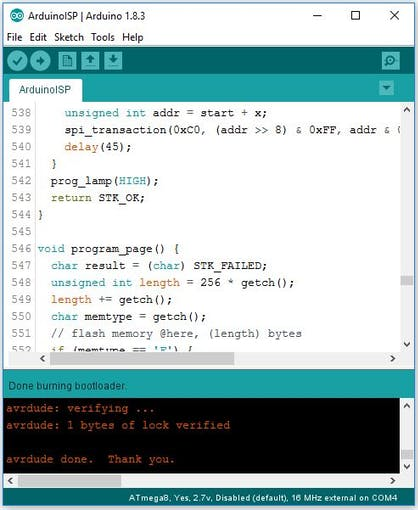 ArduinoISP | Arduino 1.8.3
File Edit Sketch Tools Help
ArduinoISP
538 unsigned int addr = start + x;
539 spi_transaction(0xC0, (addr >> 8) & 0xFF, addr &
540 delay(45);
541 }
542 prog_lamp(HIGH);
543 return STK_OK;
544 }
545
546 void program_page() {
547 char result = (char) STK_FAILED;
548 unsigned int length = 256 * getch();
549 length += getch();
550 char memtype = getch();
551 // flash memory @here, (length) bytes
552 if (memtype == 'F') {
Done burning bootloader.
avrdude: verifying ...
avrdude: 1 bytes of lock verified
avrdude done.  Thank you.
ATmega8, Yes, 2.7v, Disabled (default), 16 MHz external on COM4